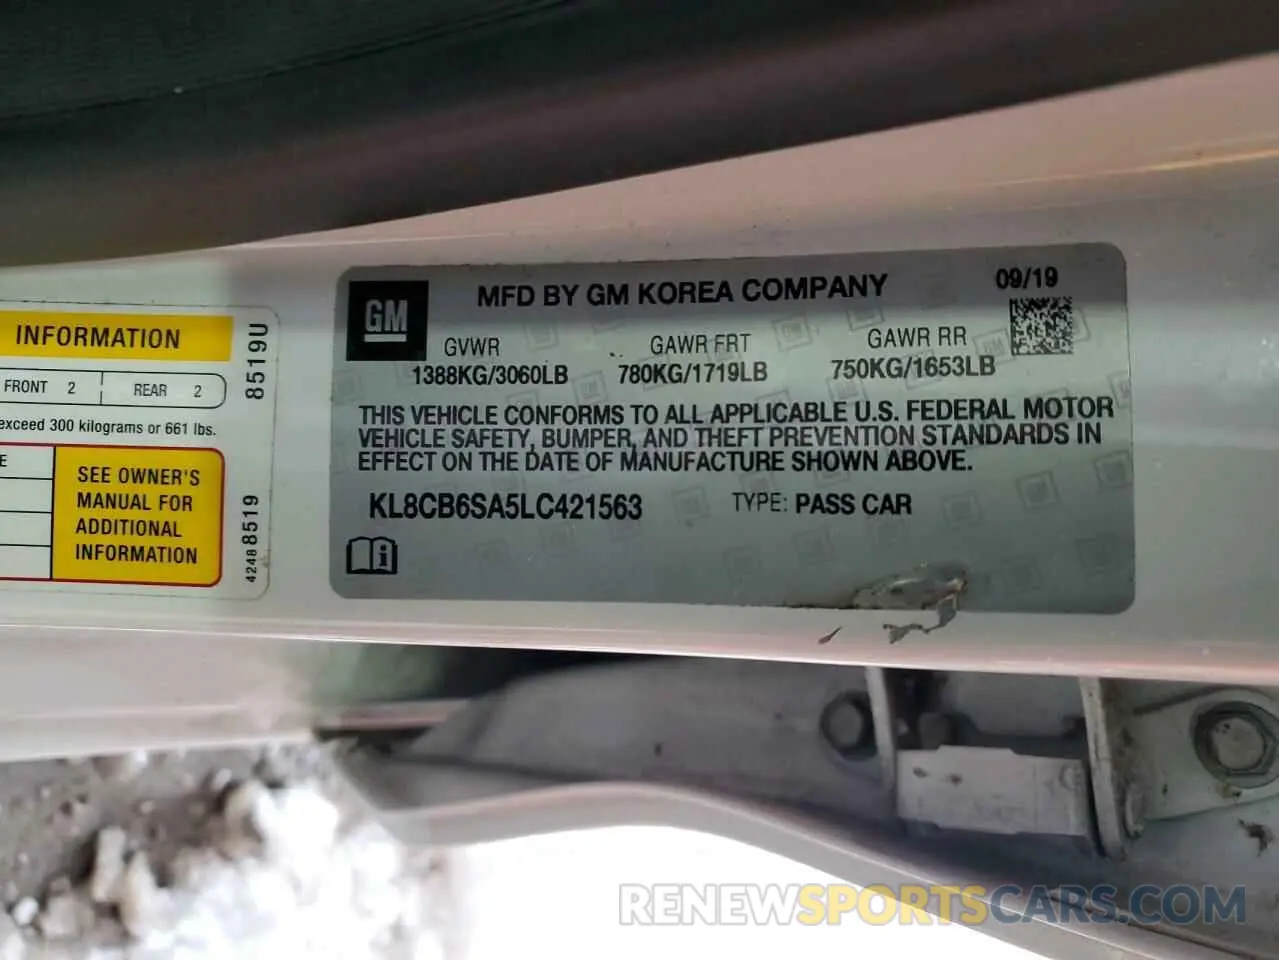 INFORMATION
FRONT 2 REAR 2
exceed 300 kilograms or 661 lbs.
E
SEE OWNER'S
MANUAL FOR
ADDITIONAL
INFORMATION
85119U
42488519
GM
MFD BY GM KOREA COMPANY
09/19
GVWR GAWR FRT GAWR RR
1388KG/3060LB 780KG/1719LB 750KG/1653LB
THIS VEHICLE CONFORMS TO ALL APPLICABLE U.S. FEDERAL MOTOR
VEHICLE SAFETY, BUMPER, AND THEFT PREVENTION STANDARDS IN
EFFECT ON THE DATE OF MANUFACTURE SHOWN ABOVE.
KL8CB6SA5LC421563 TYPE: PASS CAR
RENEWSPORTSCARS.COM